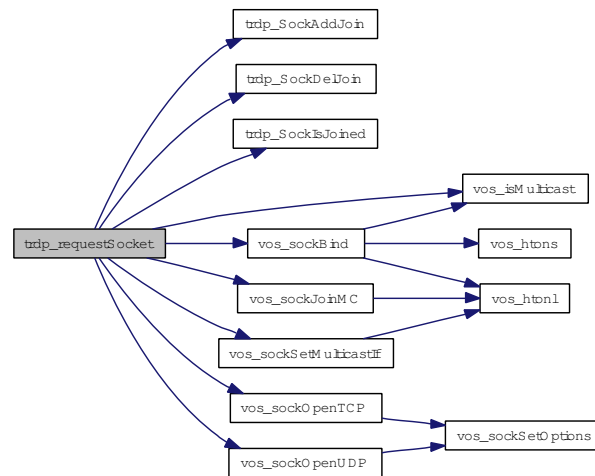 trdp_SockAddJoin
trdp_SockDelJoin
trdp_SockIsJoined
vos_isMulticast
trdp_requestSocket
vos_sockBind
vos_htons
vos_sockJoinMC
vos_htonl
vos_sockSetMulticastIf
vos_sockOpenTCP
vos_sockSetOptions
vos_sockOpenUDP